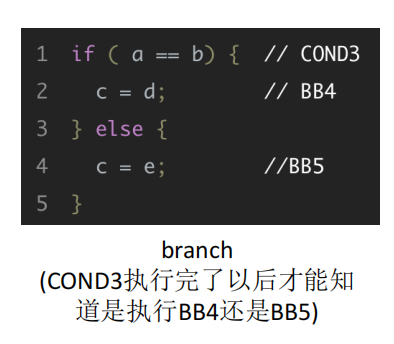 1 if ( a == b) { // COND3
2 c = d; // BB4
3 } else {
4 c = e; //BB5
5 }
branch
(COND3执行完了以后才能知
道是执行BB4还是BB5)